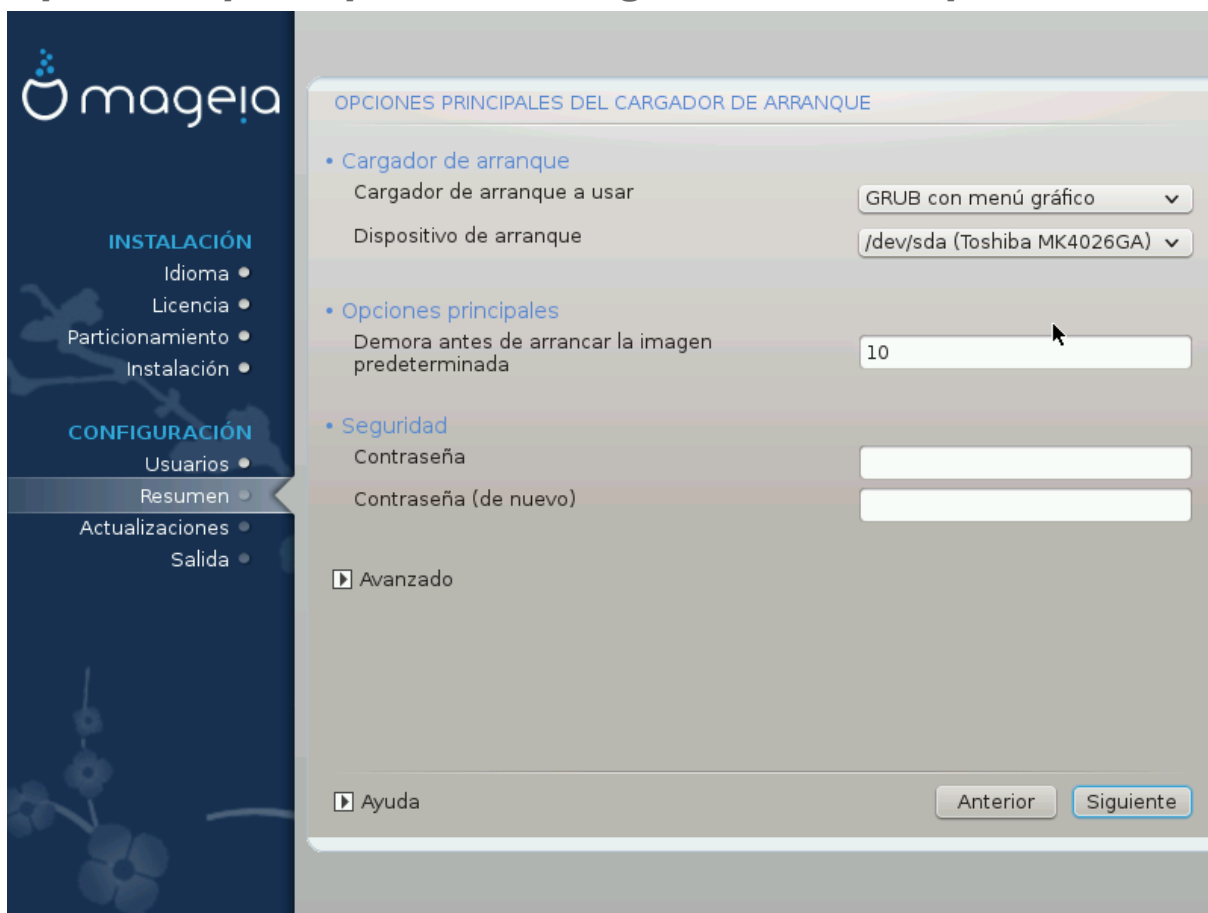 mageia
OPCIONES PRINCIPALES DEL CARGADOR DE ARRANQUE
INSTALACIÓN
Idioma
Licencia
Particionamiento
Instalación
CONFIGURACIÓN
Usuarios
Resumen
Actualizaciones
Salida
• Cargador de arranque
Cargador de arranque a usar
GRUB con menú gráfico
Dispositivo de arranque
/dev/sda (Toshiba MK4026GA)
• Opciones principales
Demora antes de arrancar la imagen
predeterminada
10
• Seguridad
Contraseña
Contraseña (de nuevo)
Avanzado
Ayuda
Anterior
Siguiente